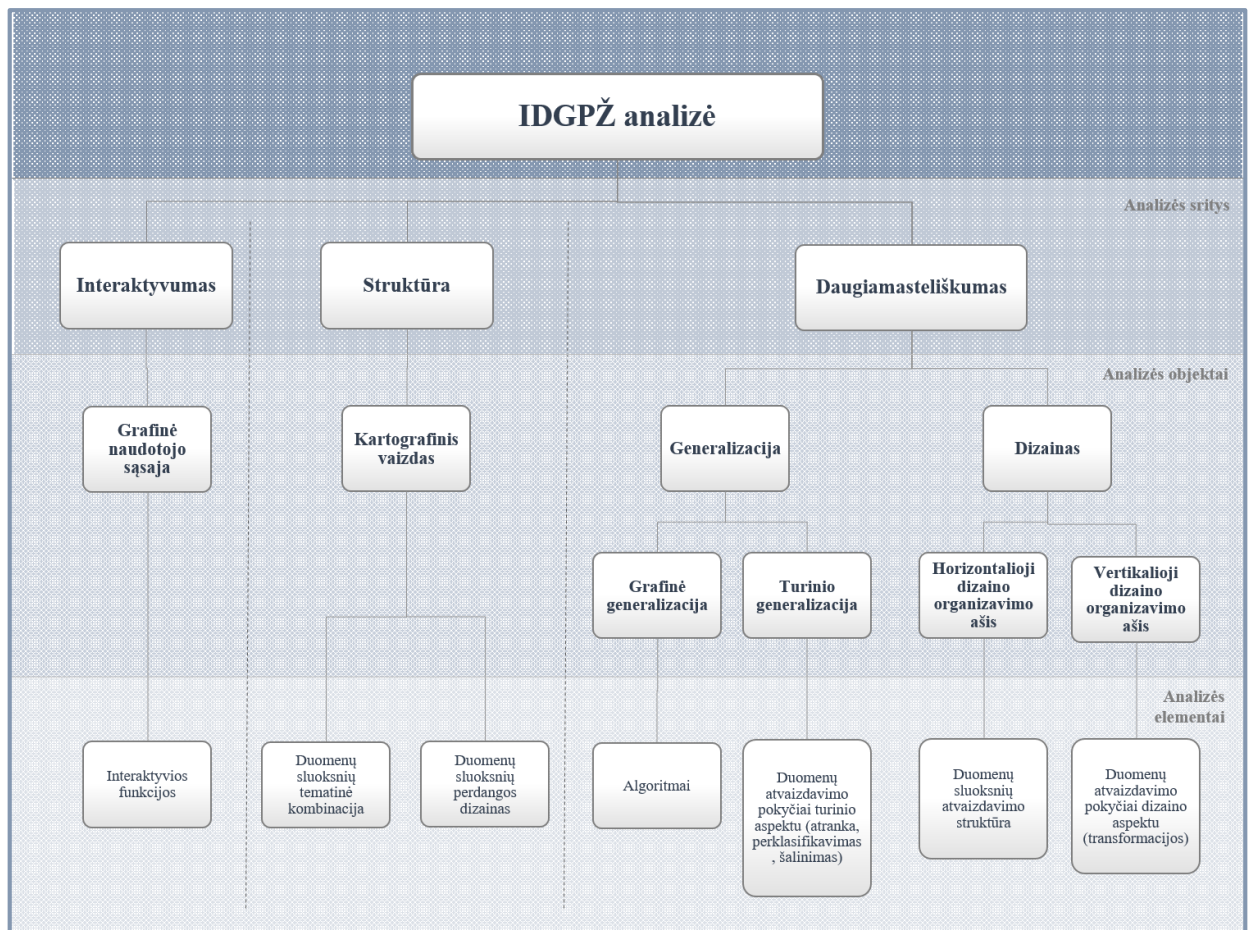 IDGPŽ analizė
Analizės sritys
Interaktyvumas
Struktūra
Daugiamasteliškumas
Analizės objektai
Grafinė
naudotojo
sąsaja
Kartografinis
vaizdas
Generalizacija
Dizainas
Grafinė
generalizacija
Turinio
generalizacija
Horizontalioji
dizaino
organizavimo
ašis
Vertikalioji
dizaino
organizavimo
ašis
Analizės
elementai
Interaktyvios
funkcijos
Duomenų
sluoksnių
tematinė
kombinacija
Duomenų
sluoksnių
perdangos
dizainas
Algoritmai
Duomenų
atvaizdavimo
pokyčiai turinio
aspektu (atranka,
perklasifikavimas
, šalinimas)
Duomenų
sluoksnių
atvaizdavimo
struktūra
Duomenų
atvaizdavimo
pokyčiai dizaino
aspektu
(transformacijos)